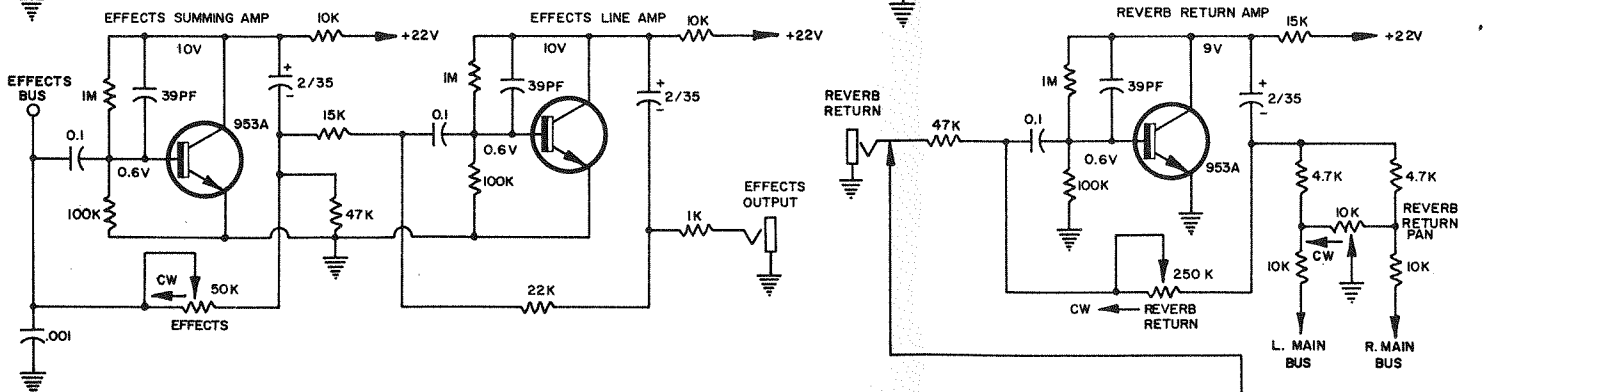 EFFECTS SUMMING AMP
10K
+22V
10V
EFFECTS
BUS
1M
39PF
+
2/35
-
953A
0.1
0.6V
100K
15K
47K
CW
50K
EFFECTS
.001
EFFECTS LINE AMP
10K
+22V
10V
1M
39PF
+
2/35
-
0.1
0.6V
100K
EFFECTS
OUTPUT
1K
22K
REVERB RETURN AMP
15K
+22V
9V
1M
39PF
+
2/35
-
REVERB
RETURN
47K
0.1
0.6V
953A
100K
4.7K
4.7K
10K
REVERB
RETURN
PAN
CW
10K
10K
250 K
CW
REVERB
RETURN
L. MAIN
BUS
R. MAIN
BUS